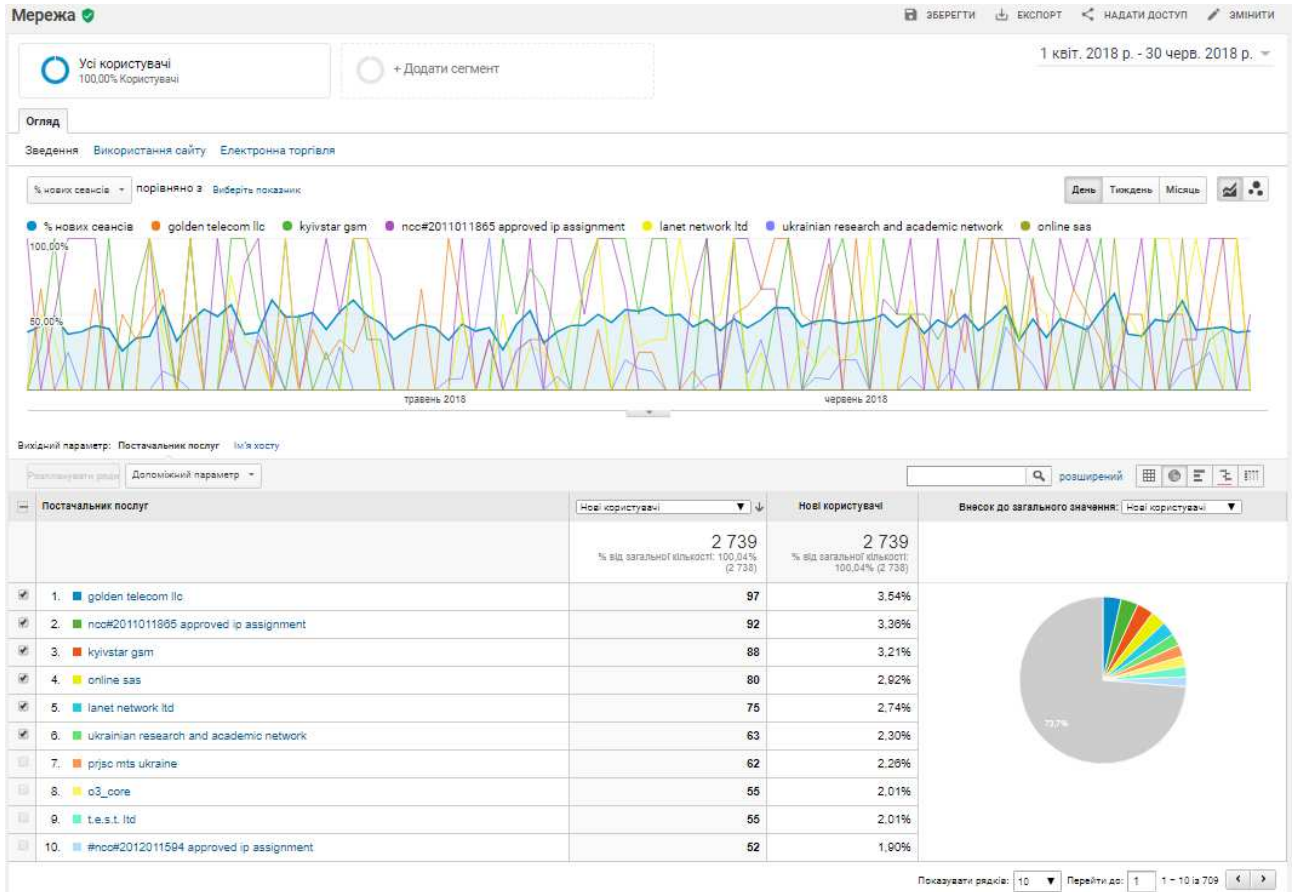 Мережа
ЗБЕРЕГТИ ЕКСПОРТ НАДАТИ ДОСТУП ЗМІНИТИ
1 квіт. 2018 р. - 30 черв. 2018 р.
Усі користувачі
100,00% Користувачі
+ Додати сегмент
Огляд
Зведення Використання сайту Електронна торгівля
% нових сеансів порівняно з Виберіть показник
День Тиждень Місяць
% нових сеансів golden telecom llc kyivstar gsm ncc#2011011865 approved ip assignment lanet network ltd ukrainian research and academic network online sas
100,00%
50,00%
травень 2018 червень 2018
Вихідний параметр: Постачальник послуг Ім'я хосту
Допоміжний параметр
розширений
Постачальник послуг Нові користувачі Нові користувачі Внесок до загального значення: Нові користувачі
2 739 2 739
% від загальної кількості: 100,04% (2 738) % від загальної кількості: 100,04% (2 738)
1. golden telecom llc 97 3,54%
2. ncc#2011011865 approved ip assignment 92 3,36%
3. kyivstar gsm 88 3,21%
4. online sas 80 2,92%
5. lanet network ltd 75 2,74%
6. ukrainian research and academic network 63 2,30%
7. prjsc mts ukraine 62 2,26%
8. o3_core 55 2,01%
9. t.e.s.t. ltd 55 2,01%
10. #ncc#2012011594 approved ip assignment 52 1,90%
73,7%
Показувати рядків: 10 Перейти до: 1 1 – 10 із 709